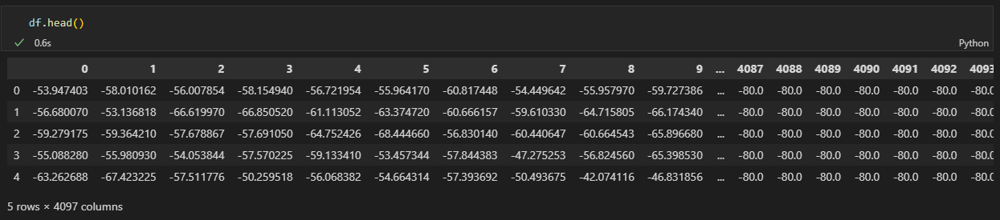 df.head()
0.6s
Python
0 1 2 3 4 5 6 7 8 9 ... 4087 4088 4089 4090 4091 4092 4093
0 -53.947403 -58.010162 -56.007854 -58.154940 -56.721954 -55.964170 -60.817448 -54.449642 -55.957970 -59.727386 ... -80.0 -80.0 -80.0 -80.0 -80.0 -80.0 -80.0
1 -56.680070 -53.136818 -66.619970 -66.850520 -61.113052 -63.374720 -60.666157 -59.610330 -64.715805 -66.174340 ... -80.0 -80.0 -80.0 -80.0 -80.0 -80.0 -80.0
2 -59.279175 -59.364210 -57.678867 -57.691050 -64.752426 -68.444660 -56.830140 -60.440647 -60.664543 -65.896680 ... -80.0 -80.0 -80.0 -80.0 -80.0 -80.0 -80.0
3 -55.088280 -55.980930 -54.053844 -57.570225 -59.133410 -53.457344 -57.844383 -47.275253 -56.824560 -65.398530 ... -80.0 -80.0 -80.0 -80.0 -80.0 -80.0 -80.0
4 -63.262688 -67.423225 -57.511776 -50.259518 -56.068382 -54.664314 -57.393692 -50.493675 -42.074116 -46.831856 ... -80.0 -80.0 -80.0 -80.0 -80.0 -80.0 -80.0
5 rows × 4097 columns